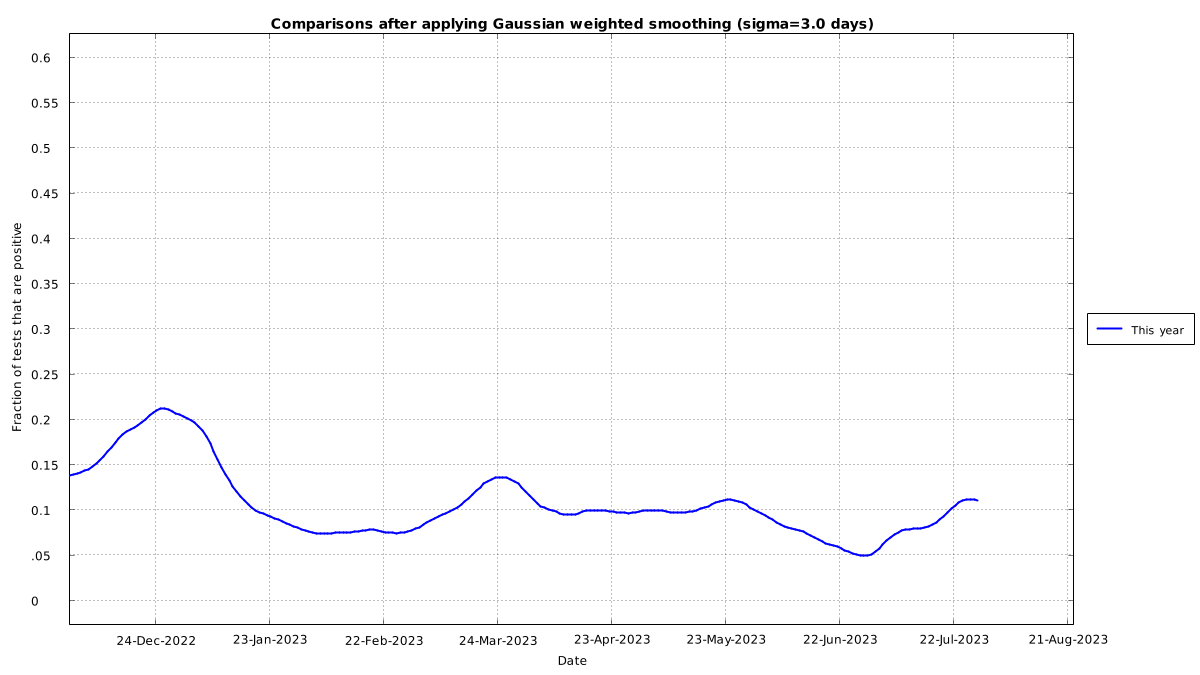 Comparisons after applying Gaussian weighted smoothing (sigma=3.0 days)
0.6
0.55
0.5
0.45
0.4
0.35
0.3
0.25
0.2
0.15
0.1
.05
0
Fraction of tests that are positive
This year
24-Dec-2022 23-Jan-2023 22-Feb-2023 24-Mar-2023 23-Apr-2023 23-May-2023 22-Jun-2023 22-Jul-2023 21-Aug-2023
Date